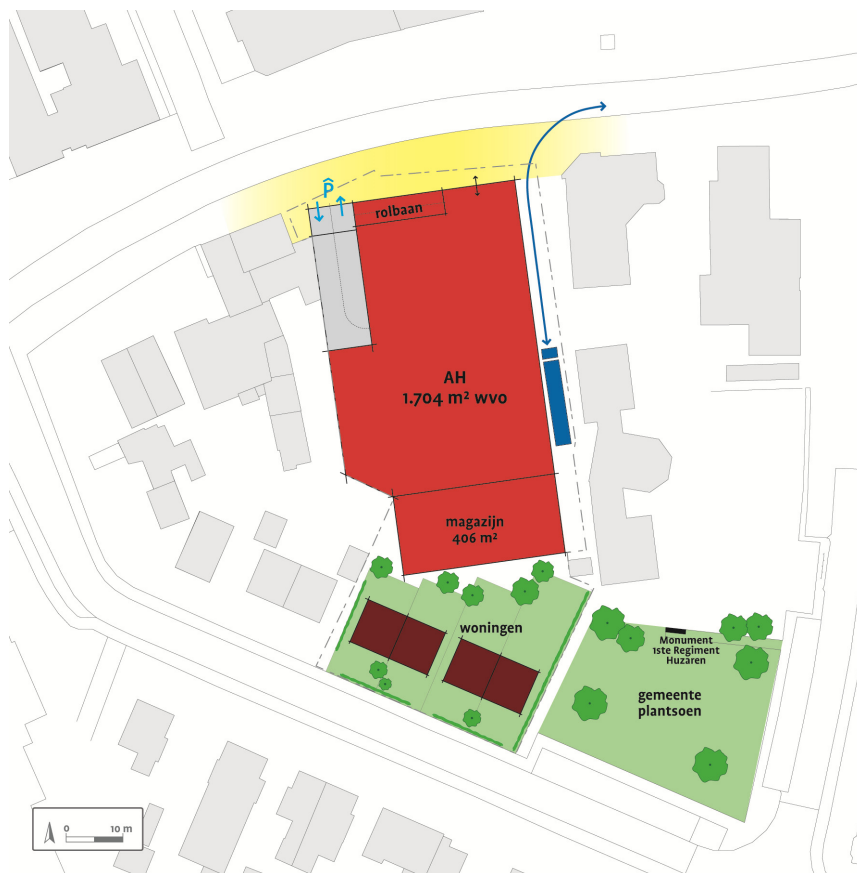 P̂
rolbaan
AH
1.704 m² wvo
magazijn
406 m²
woningen
Monument
1ste Regiment
Huzaren
gemeente
plantsoen
0 10 m